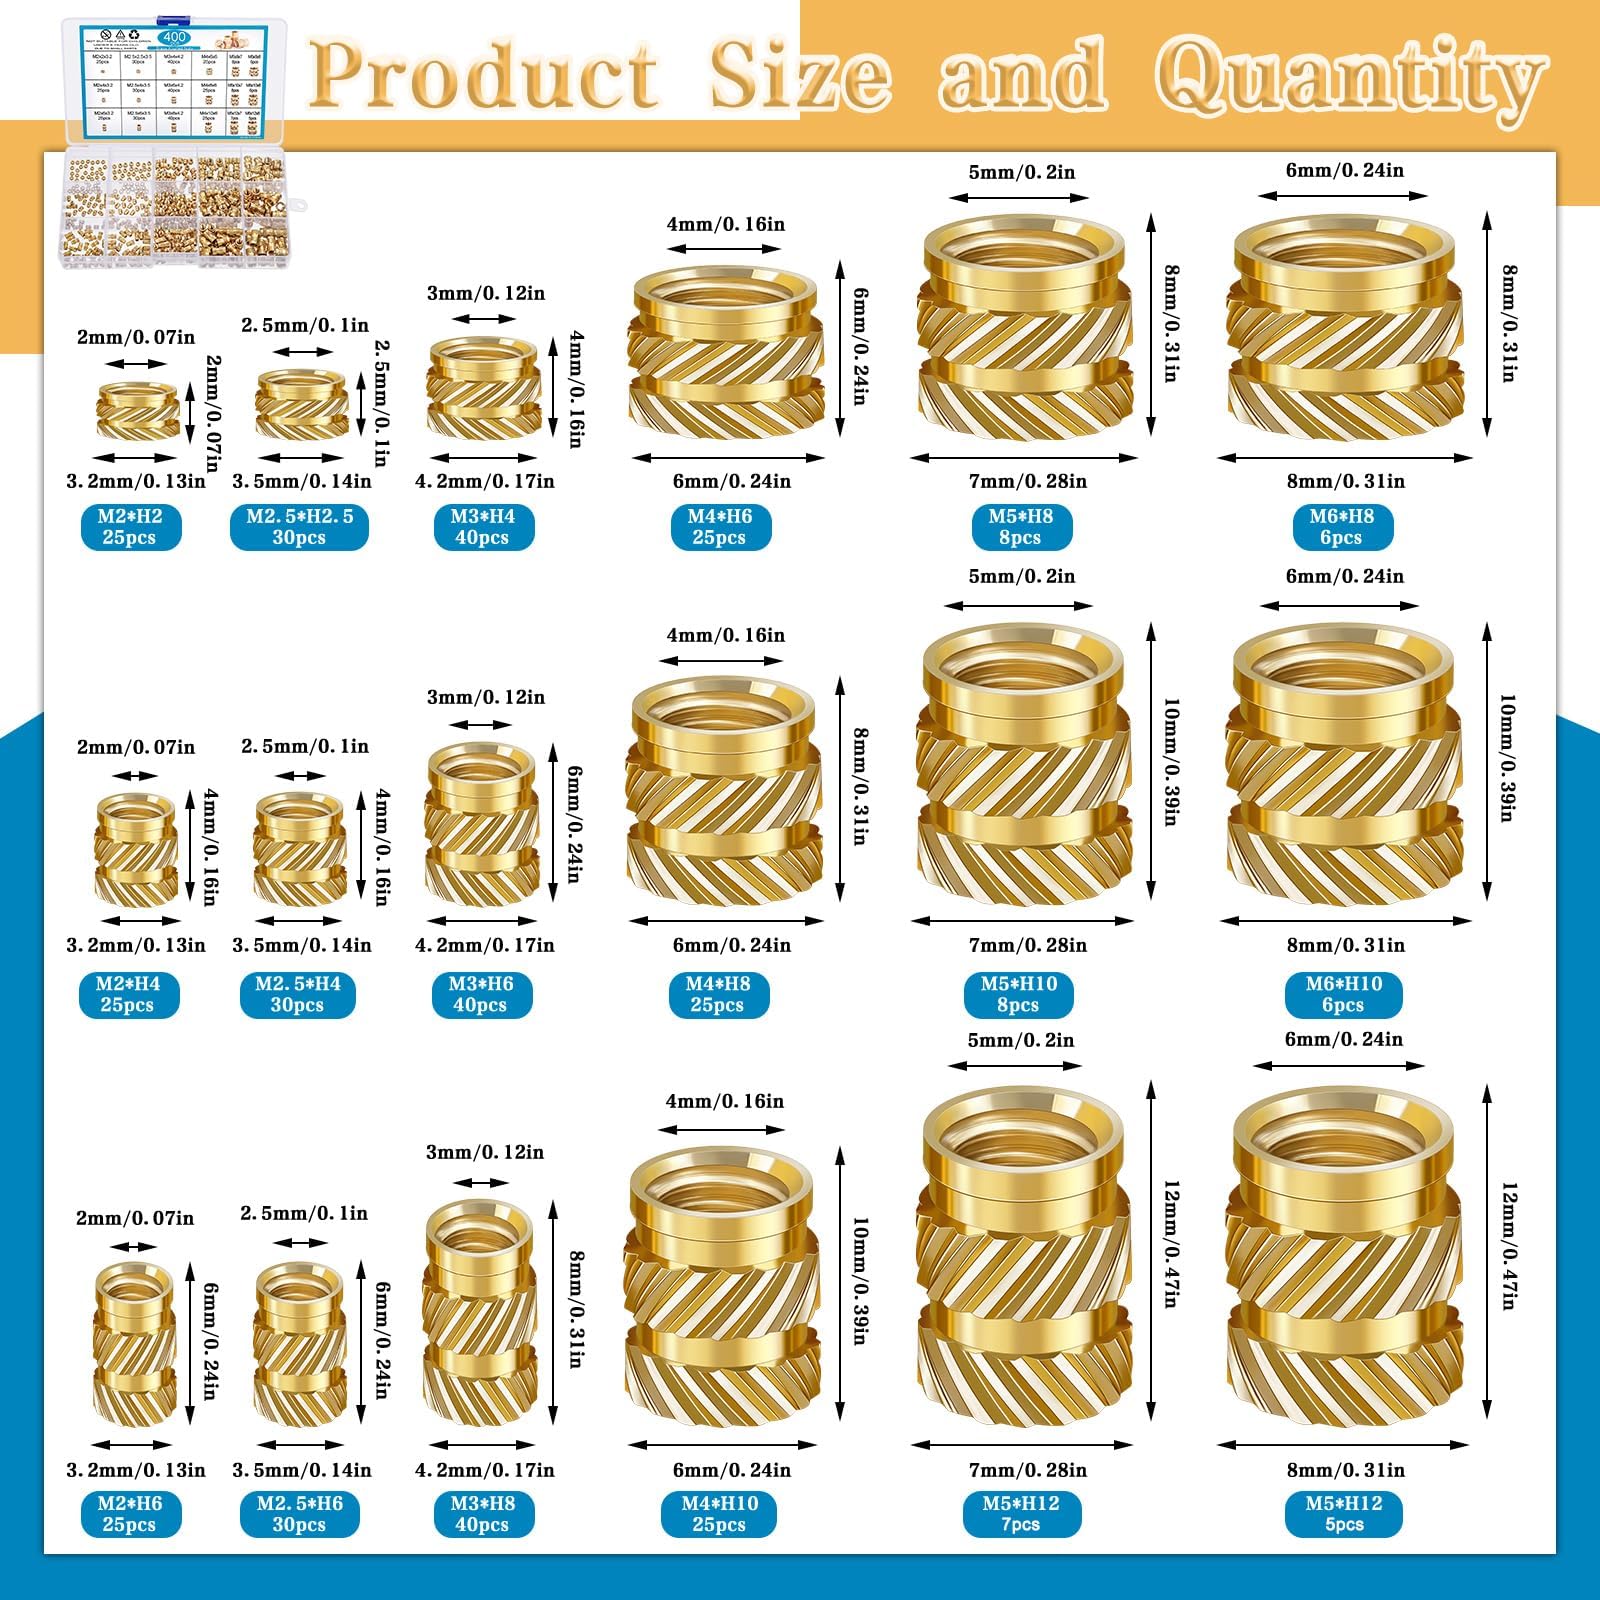 Product Size and Quantity
400
5mm/0.2in
6mm/0.24in
4mm/0.16in
3mm/0.12in
2.5mm/0.1in
2mm/0.07in
2mm/0.07in
2.5mm/0.1in
4mm/0.16in
6mm/0.24in
8mm/0.31in
8mm/0.31in
3.2mm/0.13in
3.5mm/0.14in
4.2mm/0.17in
6mm/0.24in
7mm/0.28in
8mm/0.31in
M2*H2
25pcs
M2.5*H2.5
30pcs
M3*H4
40pcs
M4*H6
25pcs
M5*H8
8pcs
M6*H8
6pcs
5mm/0.2in
6mm/0.24in
4mm/0.16in
3mm/0.12in
2mm/0.07in
2.5mm/0.1in
4mm/0.16in
4mm/0.16in
6mm/0.24in
8mm/0.31in
10mm/0.39in
10mm/0.39in
3.2mm/0.13in
3.5mm/0.14in
4.2mm/0.17in
6mm/0.24in
7mm/0.28in
8mm/0.31in
M2*H4
25pcs
M2.5*H4
30pcs
M3*H6
40pcs
M4*H8
25pcs
M5*H10
8pcs
M6*H10
6pcs
5mm/0.2in
6mm/0.24in
4mm/0.16in
3mm/0.12in
2mm/0.07in
2.5mm/0.1in
6mm/0.24in
6mm/0.24in
8mm/0.31in
10mm/0.39in
12mm/0.47in
12mm/0.47in
3.2mm/0.13in
3.5mm/0.14in
4.2mm/0.17in
6mm/0.24in
7mm/0.28in
8mm/0.31in
M2*H6
25pcs
M2.5*H6
30pcs
M3*H8
40pcs
M4*H10
25pcs
M5*H12
7pcs
M5*H12
5pcs